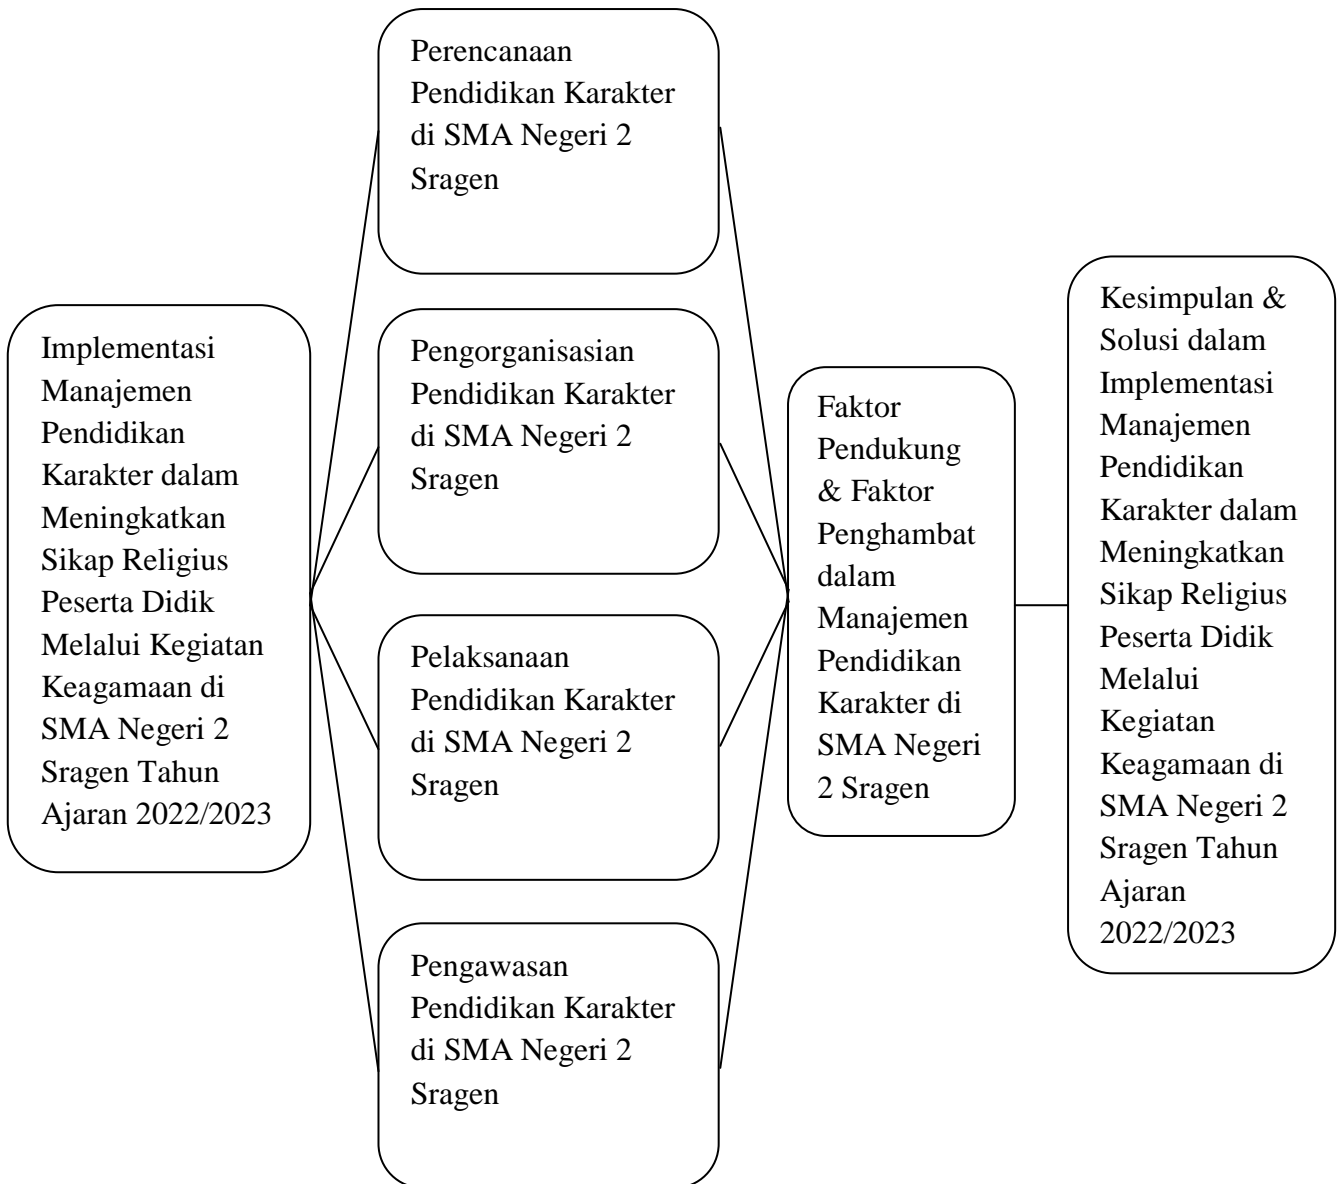 Implementasi
Manajemen
Pendidikan
Karakter dalam
Meningkatkan
Sikap Religius
Peserta Didik
Melalui Kegiatan
Keagamaan di
SMA Negeri 2
Sragen Tahun
Ajaran 2022/2023
Perencanaan
Pendidikan Karakter
di SMA Negeri 2
Sragen
Pengorganisasian
Pendidikan Karakter
di SMA Negeri 2
Sragen
Pelaksanaan
Pendidikan Karakter
di SMA Negeri 2
Sragen
Pengawasan
Pendidikan Karakter
di SMA Negeri 2
Sragen
Faktor
Pendukung
& Faktor
Penghambat
dalam
Manajemen
Pendidikan
Karakter di
SMA Negeri
2 Sragen
Kesimpulan &
Solusi dalam
Implementasi
Manajemen
Pendidikan
Karakter dalam
Meningkatkan
Sikap Religius
Peserta Didik
Melalui
Kegiatan
Keagamaan di
SMA Negeri 2
Sragen Tahun
Ajaran
2022/2023